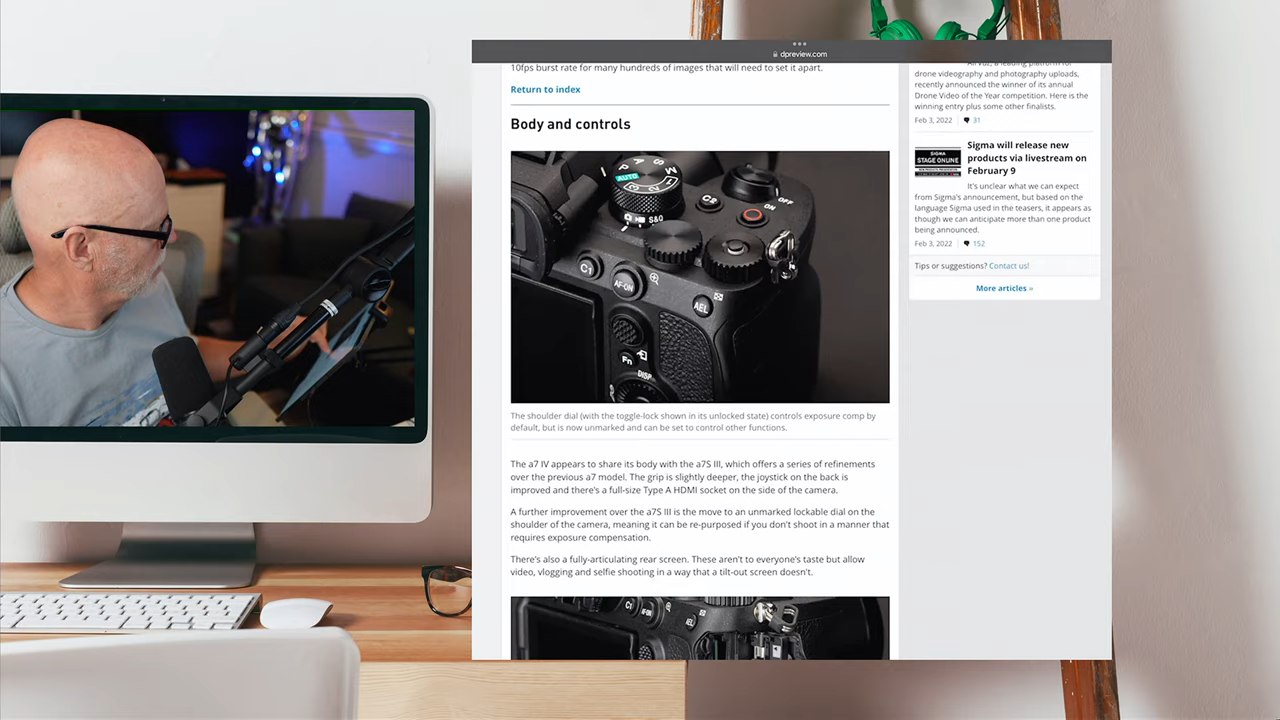 dpreview.com
10fps burst rate for many hundreds of images that will need to set it apart.
Return to index
Body and controls
A
S
M
AUTO
P
1
2
3
S&Q
OFF
ON
C2
C1
AF-ON
AEL
Fn
DISP
The shoulder dial (with the toggle-lock shown in its unlocked state) controls exposure comp by
default, but is now unmarked and can be set to control other functions.
The a7 IV appears to share its body with the a7S III, which offers a series of refinements
over the previous a7 model. The grip is slightly deeper, the joystick on the back is
improved and there's a full-size Type A HDMI socket on the side of the camera.
A further improvement over the a7S III is the move to an unmarked lockable dial on the
shoulder of the camera, meaning it can be re-purposed if you don't shoot in a manner that
requires exposure compensation.
There's also a fully-articulating rear screen. These aren't to everyone's taste but allow
video, vlogging and selfie shooting in a way that a tilt-out screen doesn't.
C1
AF-ON
AEL
a leading platform for
drone videography and photography uploads,
recently announced the winner of its annual
Drone Video of the Year competition. Here is the
winning entry plus some other finalists.
Feb 3, 2022 31
SIGMA
STAGE ONLINE
Sigma will release new
products via livestream on
February 9
It's unclear what we can expect
from Sigma's announcement, but based on the
language Sigma used in the teasers, it appears as
though we can anticipate more than one product
being announced.
Feb 3, 2022 152
Tips or suggestions? Contact us!
More articles »